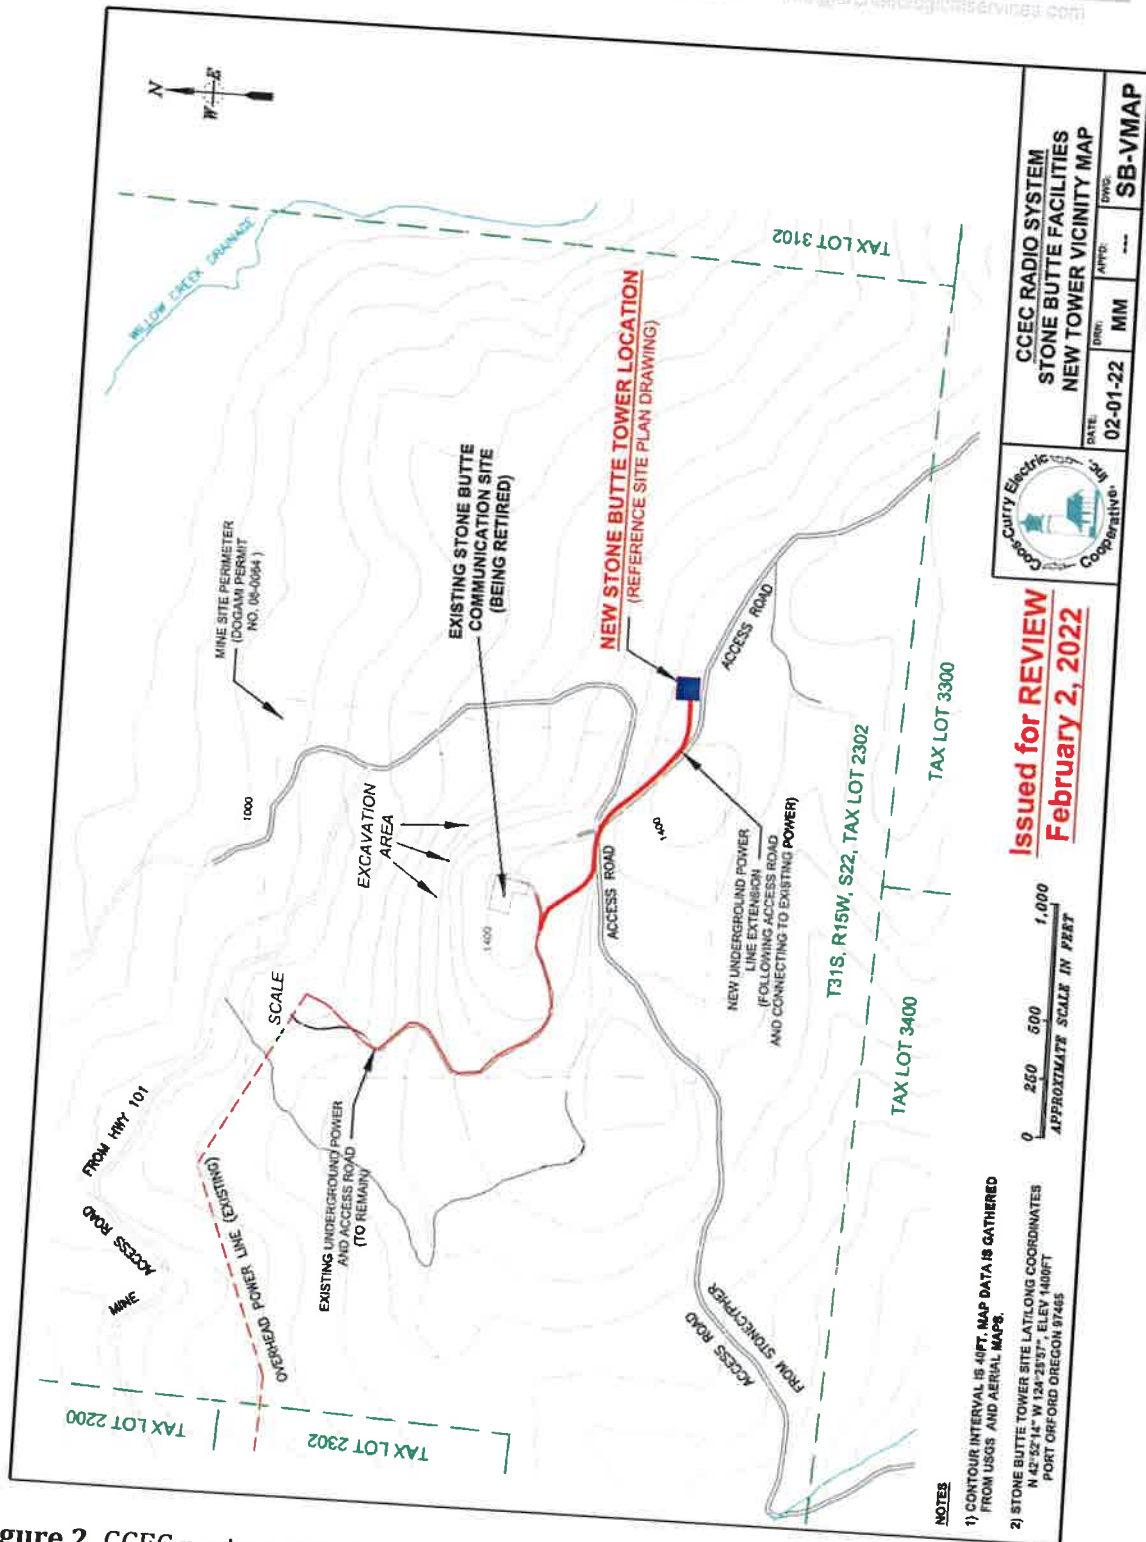 N
W E
WILLOW CREEK DRAINAGE
TAX LOT 3102
MINE SITE PERIMETER
(DOGAMI PERMIT
NO. 08-0064 )
1000
EXISTING STONE BUTTE
COMMUNICATION SITE
(BEING RETIRED)
NEW STONE BUTTE TOWER LOCATION
(REFERENCE SITE PLAN DRAWING)
EXCAVATION
AREA
1400
ACCESS ROAD
ACCESS ROAD
1400
SCALE
FROM HWY 101
MINE ACCESS ROAD
OVERHEAD POWER LINE (EXISTING)
EXISTING UNDERGROUND POWER
AND ACCESS ROAD
(TO REMAIN)
NEW UNDERGROUND POWER
LINE EXTENSION
(FOLLOWING ACCESS ROAD
AND CONNECTING TO EXISTING POWER)
TAX LOT 2200
TAX LOT 2302
ACCESS ROAD
FROM STONECYPHER
T31S, R15W, S22, TAX LOT 2302
TAX LOT 3400
TAX LOT 3300
NOTES
1) CONTOUR INTERVAL IS 40FT. MAP DATA IS GATHERED
FROM USGS AND AERIAL MAPS.
2) STONE BUTTE TOWER SITE LAT/LONG COORDINATES
N 42°52'14" W 124°25'57", ELEV 1400FT
PORT ORFORD OREGON 97465
0 250 500 1,000
APPROXIMATE SCALE IN FEET
Issued for REVIEW
February 2, 2022
Coos-Curry Electric
Cooperative, Inc.
CCEC RADIO SYSTEM
STONE BUTTE FACILITIES
NEW TOWER VICINITY MAP
DATE: 02-01-22
DRN: MM
APPD: ---
DWG: SB-VMAP